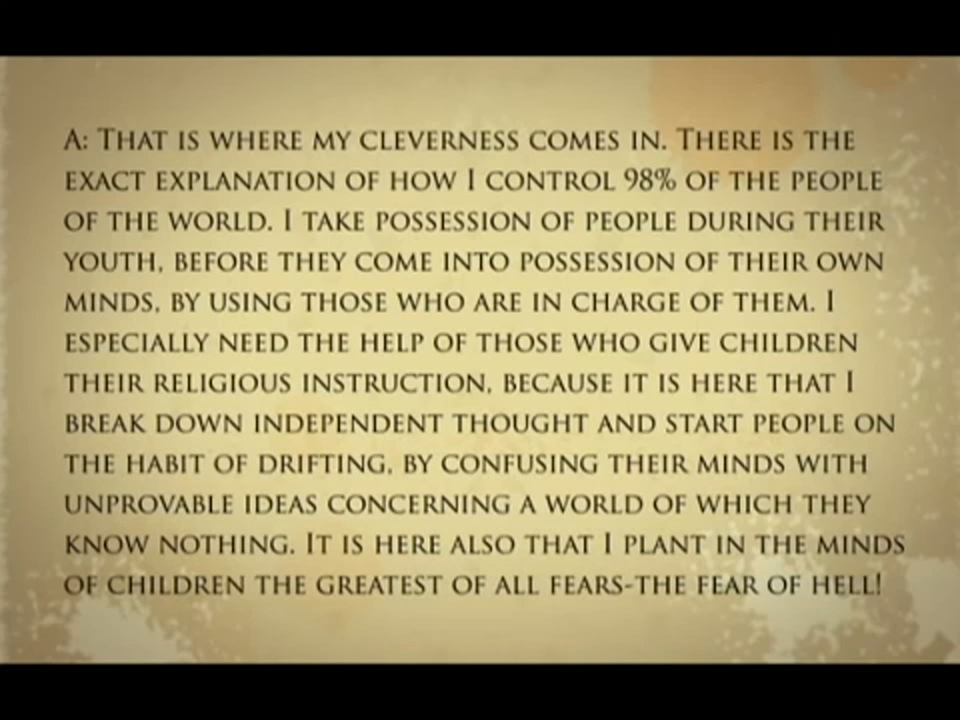 A: THAT IS WHERE MY CLEVERNESS COMES IN. THERE IS THE
EXACT EXPLANATION OF HOW I CONTROL 98% OF THE PEOPLE
OF THE WORLD. I TAKE POSSESSION OF PEOPLE DURING THEIR
YOUTH, BEFORE THEY COME INTO POSSESSION OF THEIR OWN
MINDS, BY USING THOSE WHO ARE IN CHARGE OF THEM. I
ESPECIALLY NEED THE HELP OF THOSE WHO GIVE CHILDREN
THEIR RELIGIOUS INSTRUCTION, BECAUSE IT IS HERE THAT I
BREAK DOWN INDEPENDENT THOUGHT AND START PEOPLE ON
THE HABIT OF DRIFTING, BY CONFUSING THEIR MINDS WITH
UNPROVABLE IDEAS CONCERNING A WORLD OF WHICH THEY
KNOW NOTHING. IT IS HERE ALSO THAT I PLANT IN THE MINDS
OF CHILDREN THE GREATEST OF ALL FEARS-THE FEAR OF HELL!